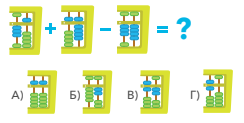 + − = ?
А) Б) В) Г)